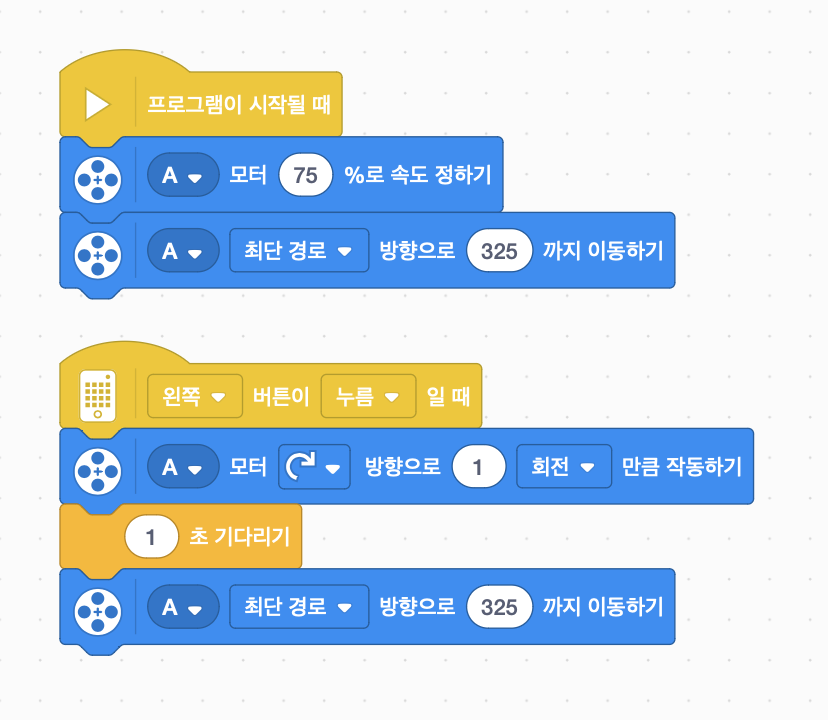 프로그램이 시작될 때
A 모터 75 %로 속도 정하기
A 최단 경로 방향으로 325 까지 이동하기
왼쪽 버튼이 누름 일 때
A 모터 방향으로 1 회전 만큼 작동하기
1 초 기다리기
A 최단 경로 방향으로 325 까지 이동하기